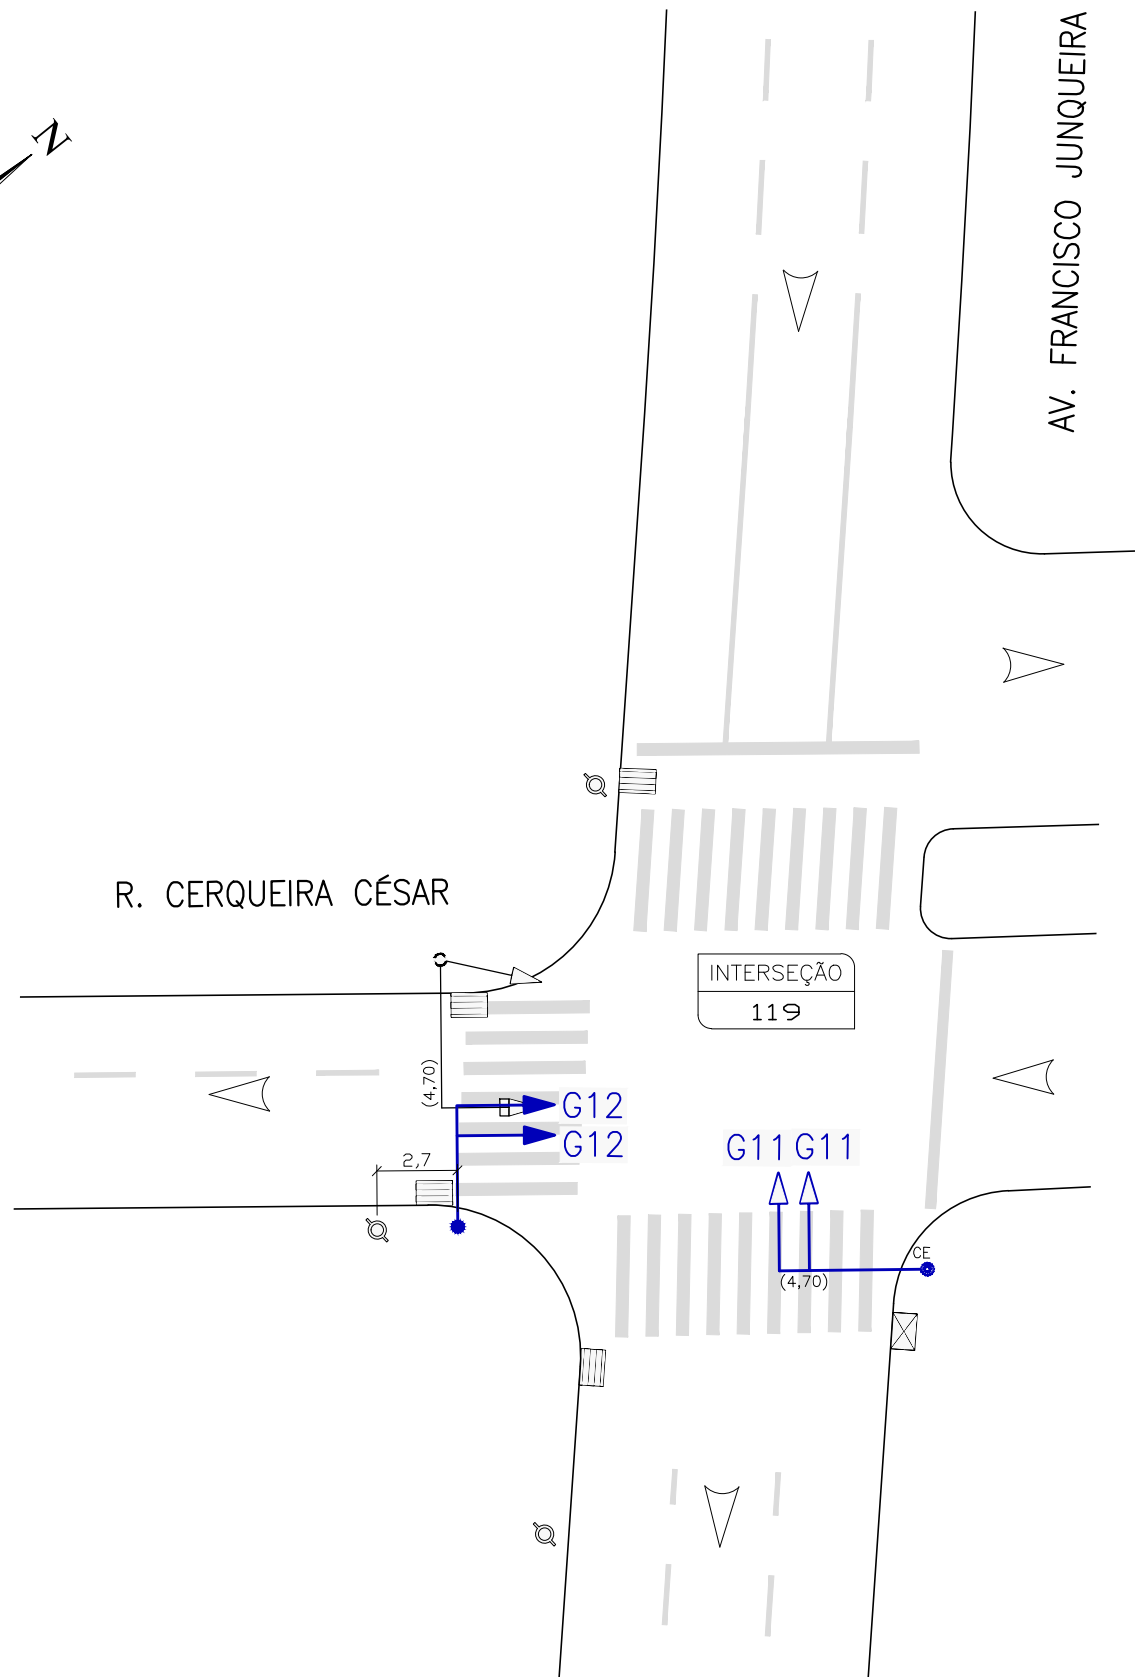 N
AV. FRANCISCO JUNQUEIRA
R. CERQUEIRA CÉSAR
INTERSEÇÃO
119
(4,70)
G12
G12
G11 G11
2,7
CE
(4,70)